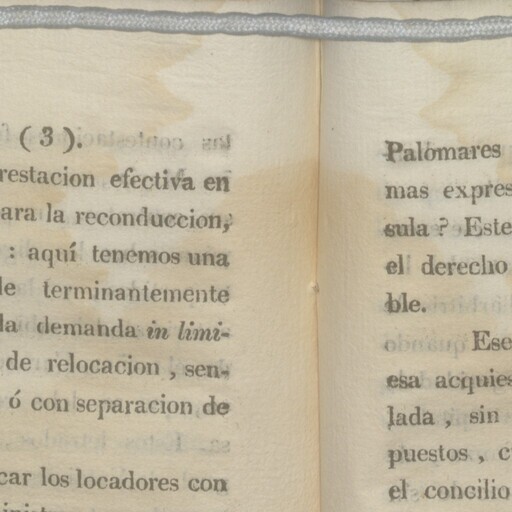 ( 3 ).
restacion efectiva en
ara la reconduccion,
: aquí tenemos una
le terminantemente
la demanda in limi-
de relocacion, sen-
ó con separacion de
car los locadores con
Palomares
mas expres
sula? Este
el derecho
ble.
Ese
esa acquies
lada, sin
puestos, c
el concilio